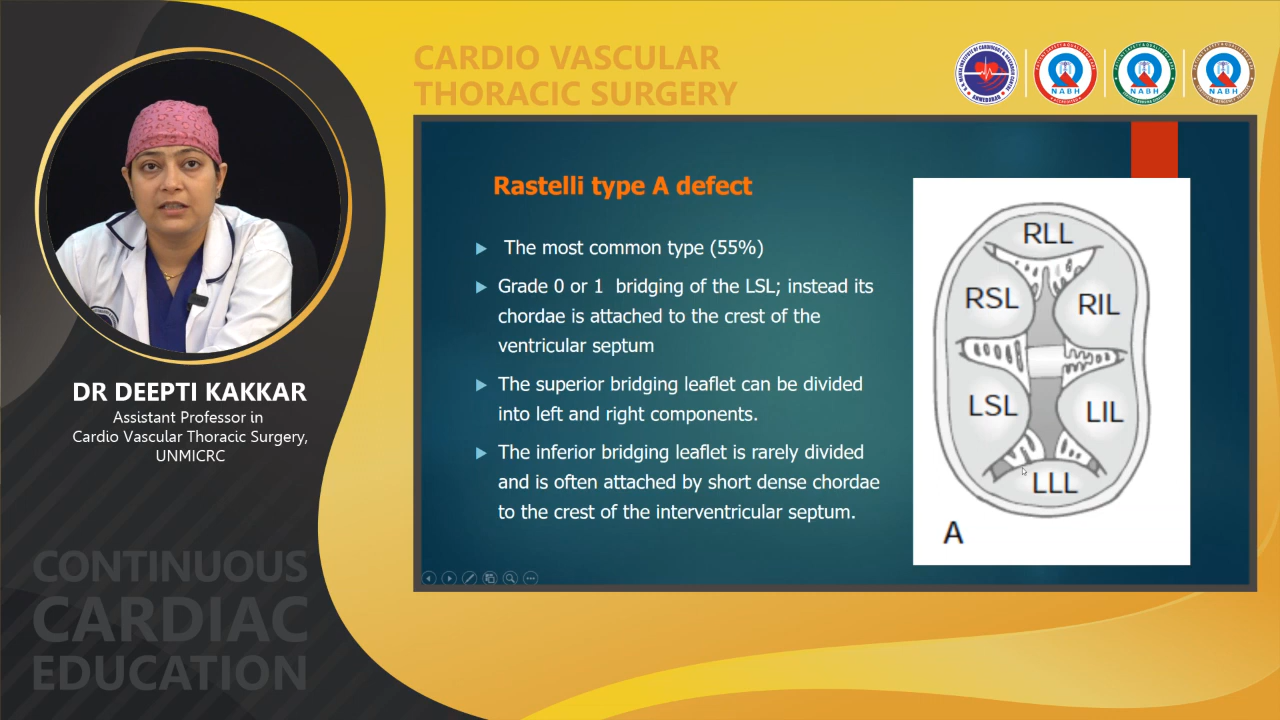 CARDIO VASCULAR
THORACIC SURGERY
NABH
NABH
NABH
Rastelli type A defect
The most common type (55%)
Grade 0 or 1 bridging of the LSL; instead its
chordae is attached to the crest of the
ventricular septum
The superior bridging leaflet can be divided
into left and right components.
The inferior bridging leaflet is rarely divided
and is often attached by short dense chordae
to the crest of the interventricular septum.
RLL
RSL
RIL
LSL
LIL
LLL
A
DR DEEPTI KAKKAR
Assistant Professor in
Cardio Vascular Thoracic Surgery,
UNMICRC
CONTINUOUS
CARDIAC
EDUCATION